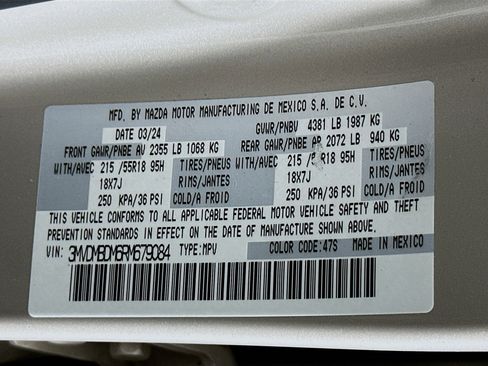 MFD. BY MAZDA MOTOR MANUFACTURING DE MEXICO S.A. DE C.V.
DATE 03/24 GVWR/PNBV 4381 LB 1987 KG
FRONT GAWR/PNBE AV 2355 LB 1068 KG REAR GAWR/PNBE AR 2072 LB 940 KG
WITH/AVEC 215 /55R18 95H TIRES/PNEUS WITH/AVEC 215 /55R18 95H TIRES/PNEUS
18X7J RIMS/JANTES 18X7J RIMS/JANTES
250 KPA/36 PSI COLD/A FROID 250 KPA/36 PSI COLD/A FROID
THIS VEHICLE CONFORMS TO ALL APPLICABLE FEDERAL MOTOR VEHICLE SAFETY AND THEFT
PREVENTION STANDARDS IN EFFECT ON THE DATE OF MANUFACTURE SHOWN ABOVE.
VIN: 3MVDMBDM6RM679084 TYPE:MPV COLOR CODE:47S MADE IN MEXICO